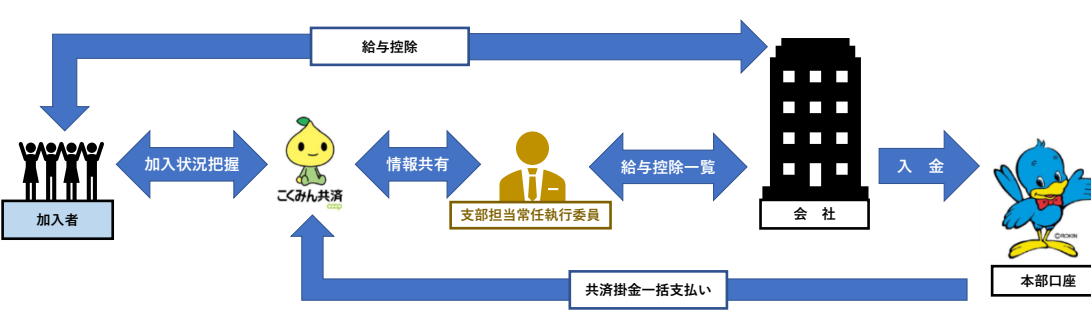 給与控除
加入状況把握
情報共有
給与控除一覧
入　金
こくみん共済
coop
加入者
支部担当常任執行委員
会　社
©ROKIN
本部口座
共済掛金一括支払い